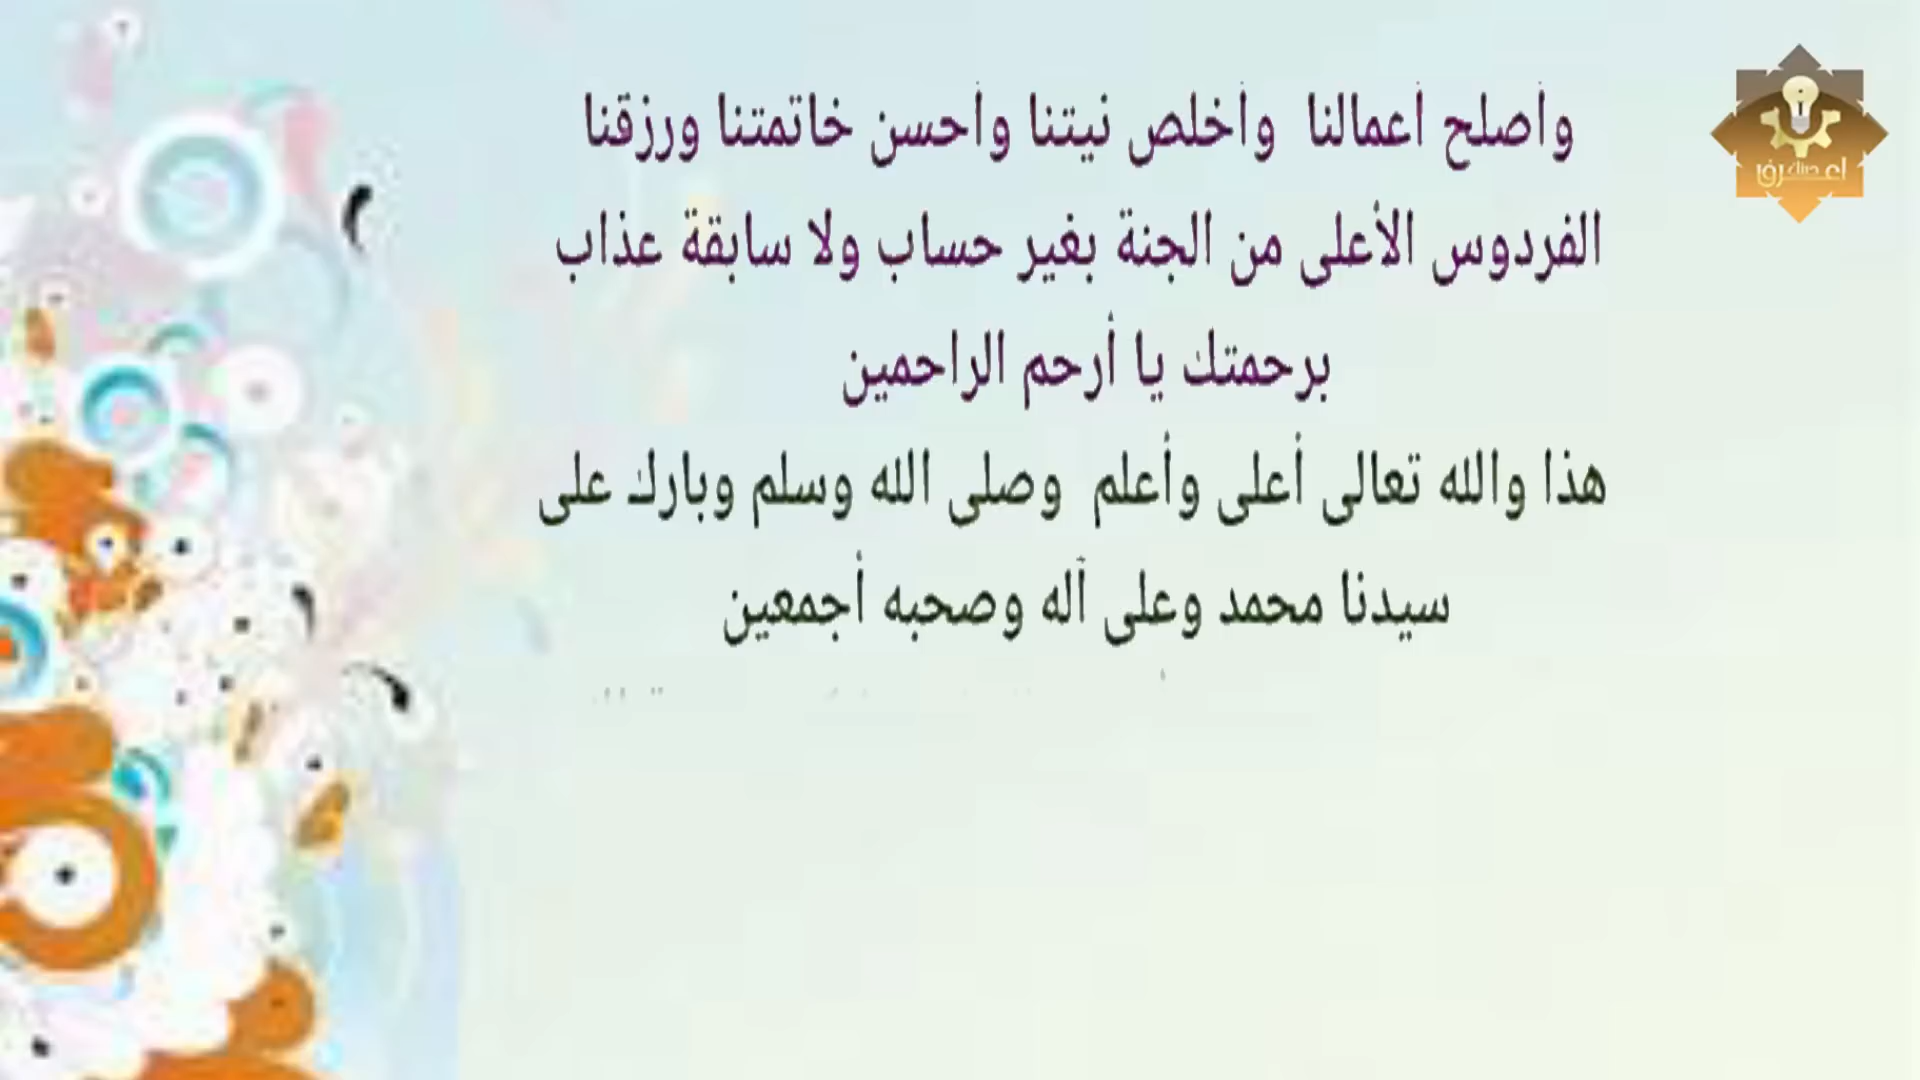 وأصلح أعمالنا وأخلص نيتنا وأحسن خاتمتنا ورزقنا
الفردوس الأعلى من الجنة بغير حساب ولا سابقة عذاب
برحمتك يا أرحم الراحمين
هذا والله تعالى أعلى وأعلم وصلى الله وسلم وبارك على
سيدنا محمد وعلى آله وصحبه أجمعين